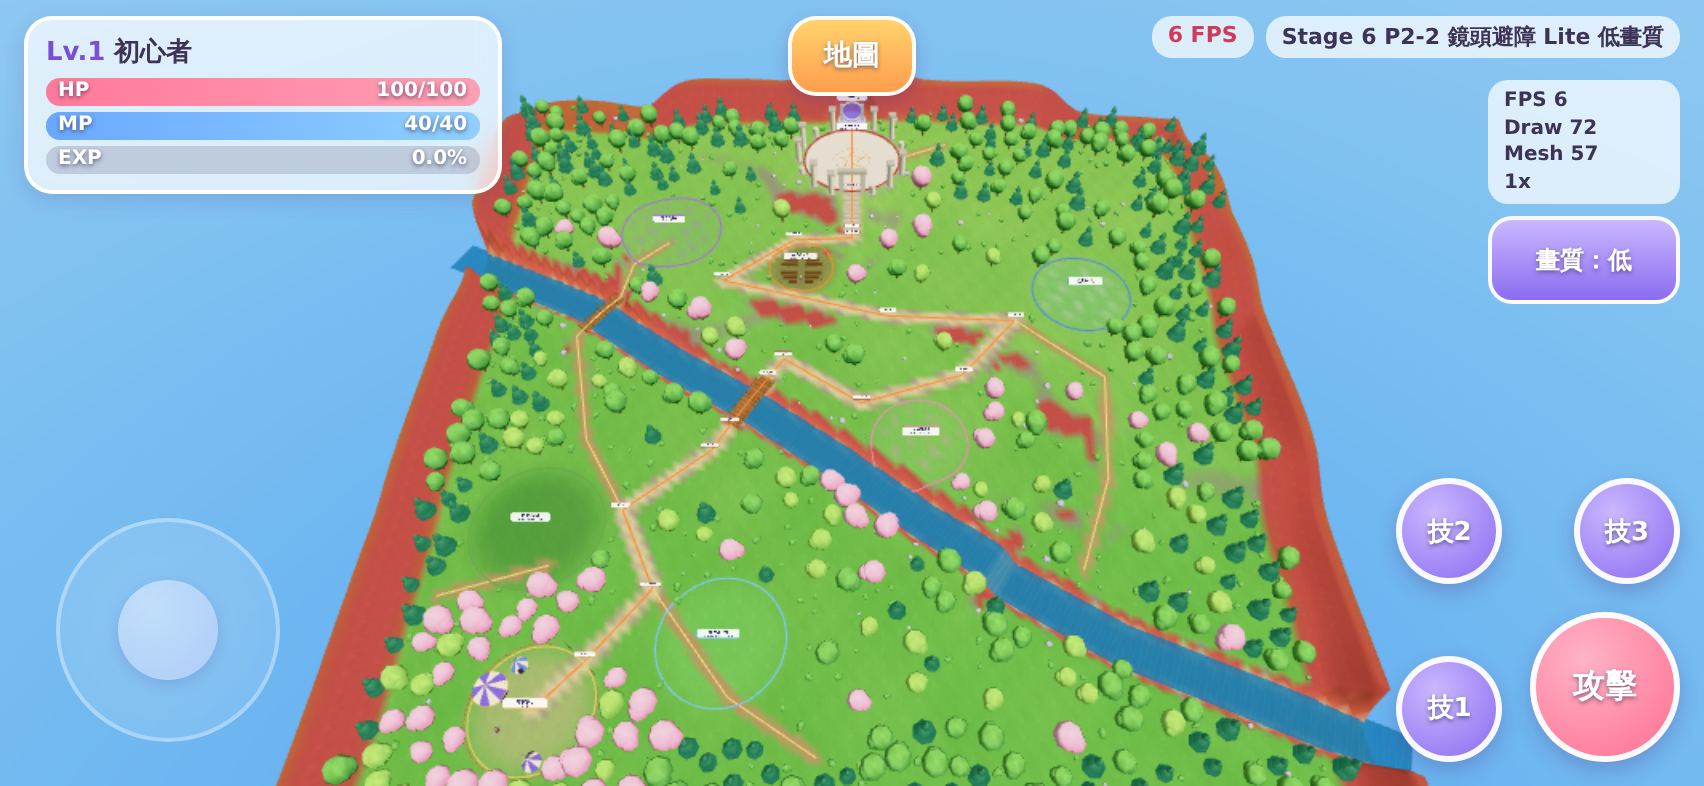 Lv.1 初心者
HP 100/100
MP 40/40
EXP 0.0%
地圖
6 FPS
Stage 6 P2-2 鏡頭避障 Lite 低畫質
FPS 6
Draw 72
Mesh 57
1x
畫質：低
技2
技3
技1
攻擊